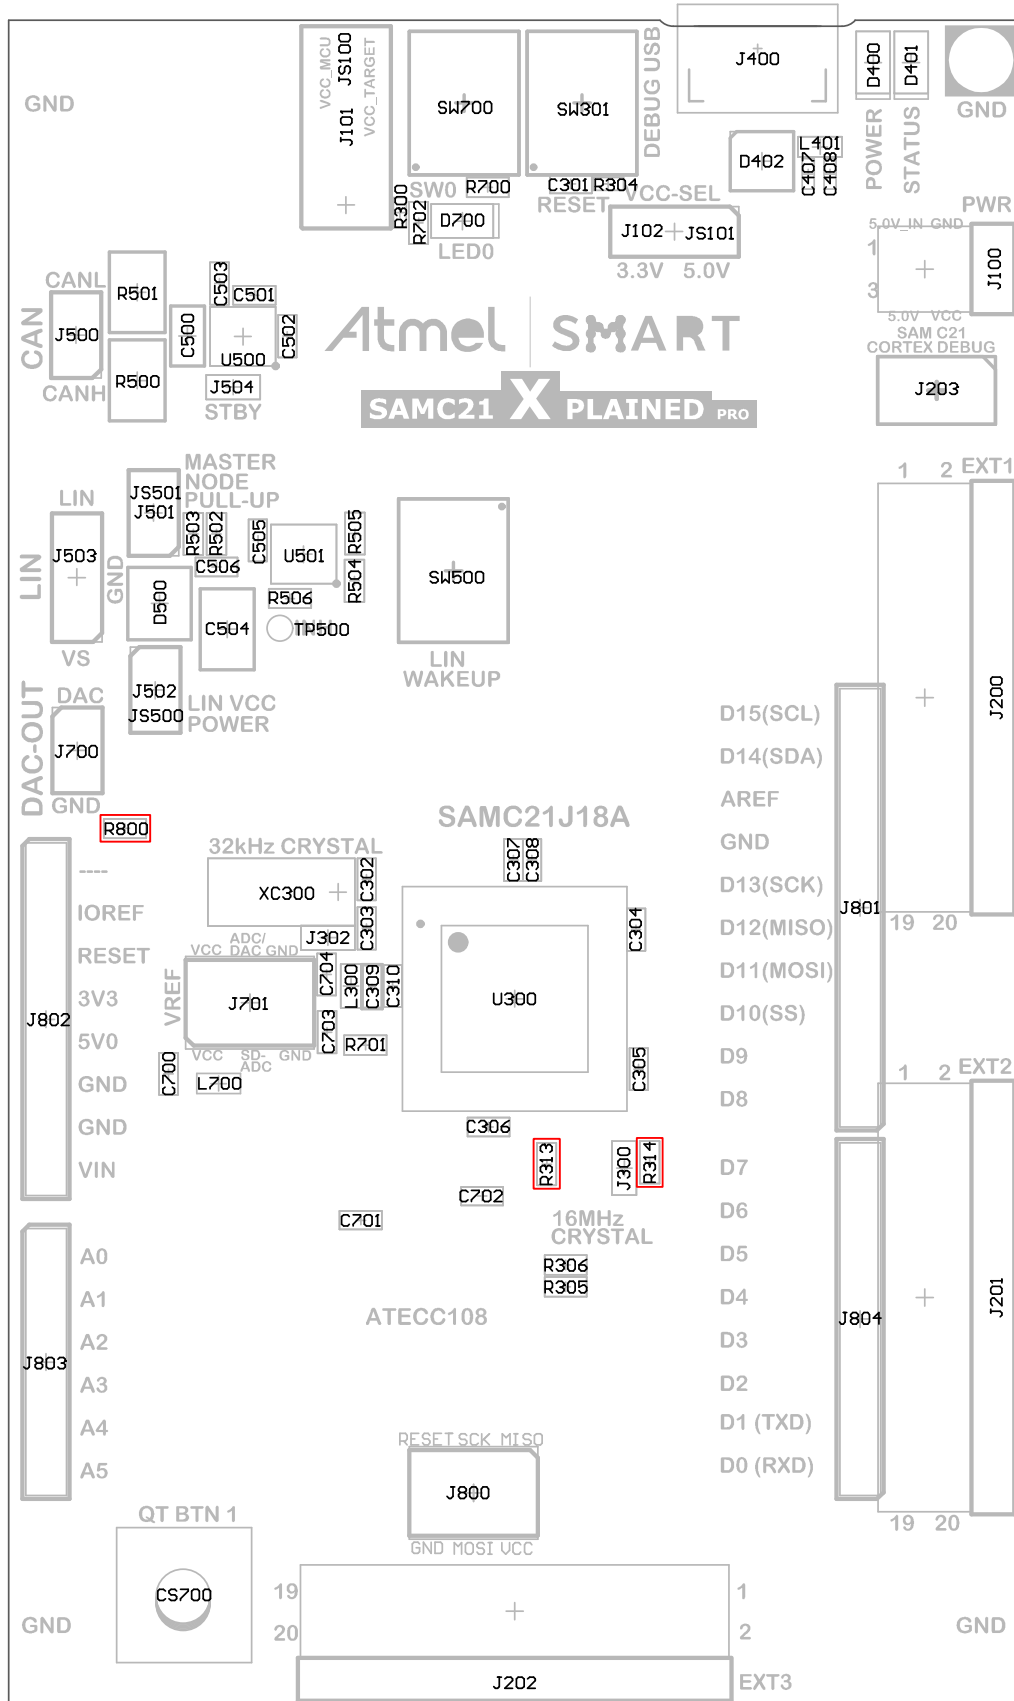 VCC_MCU JS100
J101 VCC_TARGET
SW700
SW301
DEBUG USB
J400
D400
D401
GND
GND
POWER
STATUS
D402
L401
C407
C408
SW0
R700
C301
R304
RESET
VCC-SEL
R300
R702
D700
LED0
J102
JS101
3.3V 5.0V
PWR
5.0V_IN GND
1
3
J100
5.0V VCC
SAM C21
CORTEX DEBUG
J203
CANL
R501
C503
C501
CAN
J500
C500
U500
C502
CANH
R500
J504
STBY
Atmel SMART
SAMC21 X PLAINED PRO
1 2 EXT1
LIN
JS501
J501
MASTER
NODE
PULL-UP
LIN
J503
GND
R503
R502
C505
U501
R505
C506
R504
R506
D500
C504
TP500
SW500
VS
LIN
WAKEUP
J502
JS500
LIN VCC
POWER
DAC-OUT
DAC
J700
GND
R800
J200
D15(SCL)
D14(SDA)
AREF
GND
D13(SCK)
D12(MISO)
D11(MOSI)
D10(SS)
D9
D8
J801
19 20
SAMC21J18A
32kHz CRYSTAL
XC300
C302
C303
C307
C308
C304
J302
----
IOREF
RESET
3V3
5V0
GND
GND
VIN
J802
VREF
VCC ADC/
DAC GND
J701
VCC SD-
ADC GND
C704
C703
L300
C309
C310
R701
U300
C305
C700
L700
C306
1 2 EXT2
R313
J300
R314
C702
C701
16MHz
CRYSTAL
R306
R305
ATECC108
D7
D6
D5
D4
D3
D2
D1 (TXD)
D0 (RXD)
J804
J201
19 20
A0
A1
A2
A3
A4
A5
J803
RESET SCK MISO
J800
GND MOSI VCC
QT BTN 1
CS700
19 1
20 2
GND
GND
J202
EXT3